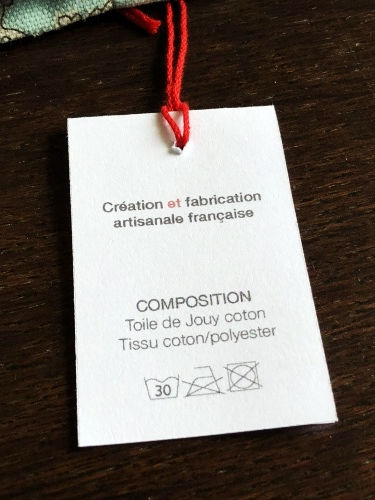 Création et fabrication
artisanale française
COMPOSITION
Toile de Jouy coton
Tissu coton/polyester
30